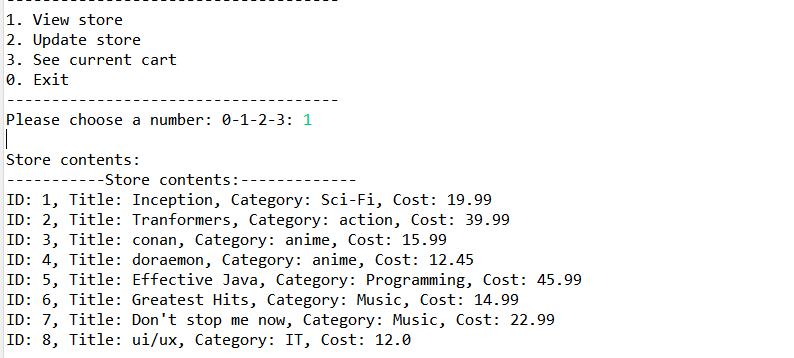 1. View store
2. Update store
3. See current cart
0. Exit
-------------------------------------
Please choose a number: 0-1-2-3: 1
Store contents:
-----------Store contents:-------------
ID: 1, Title: Inception, Category: Sci-Fi, Cost: 19.99
ID: 2, Title: Tranformers, Category: action, Cost: 39.99
ID: 3, Title: conan, Category: anime, Cost: 15.99
ID: 4, Title: doraemon, Category: anime, Cost: 12.45
ID: 5, Title: Effective Java, Category: Programming, Cost: 45.99
ID: 6, Title: Greatest Hits, Category: Music, Cost: 14.99
ID: 7, Title: Don't stop me now, Category: Music, Cost: 22.99
ID: 8, Title: ui/ux, Category: IT, Cost: 12.0